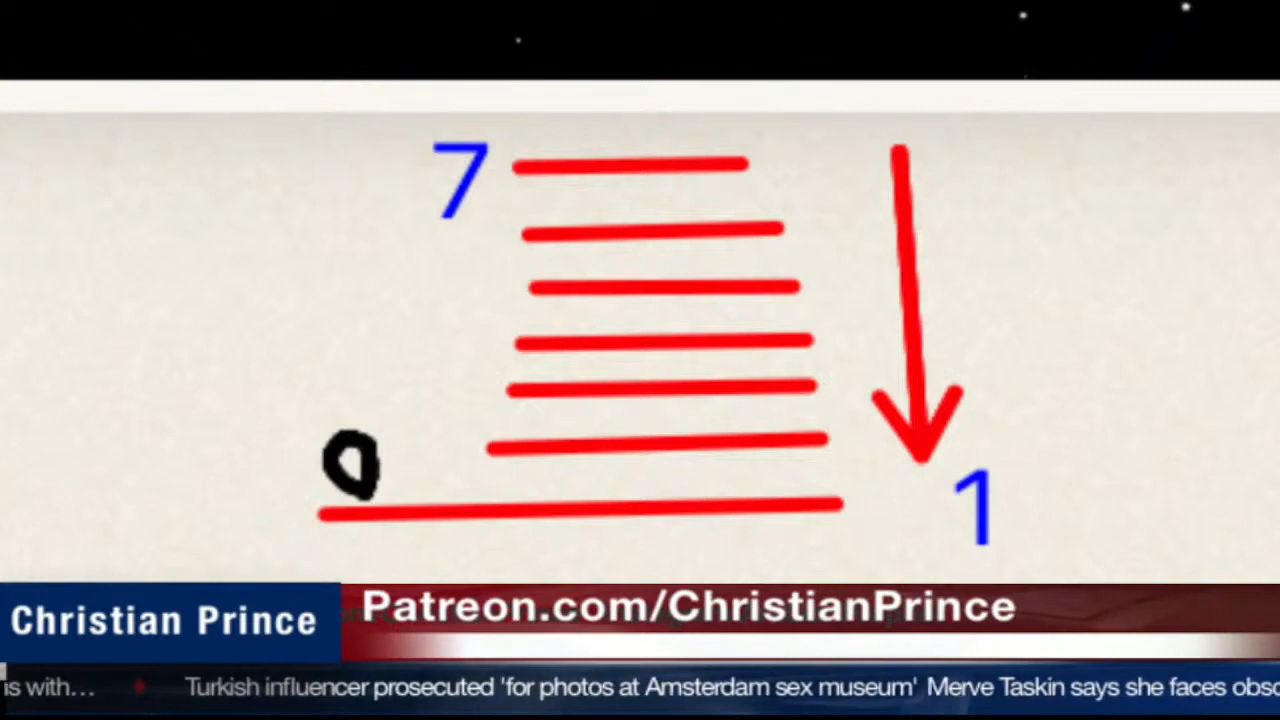 7
0
1
Christian Prince
Patreon.com/ChristianPrince
with... Turkish influencer prosecuted 'for photos at Amsterdam sex museum' Merve Taskin says she faces